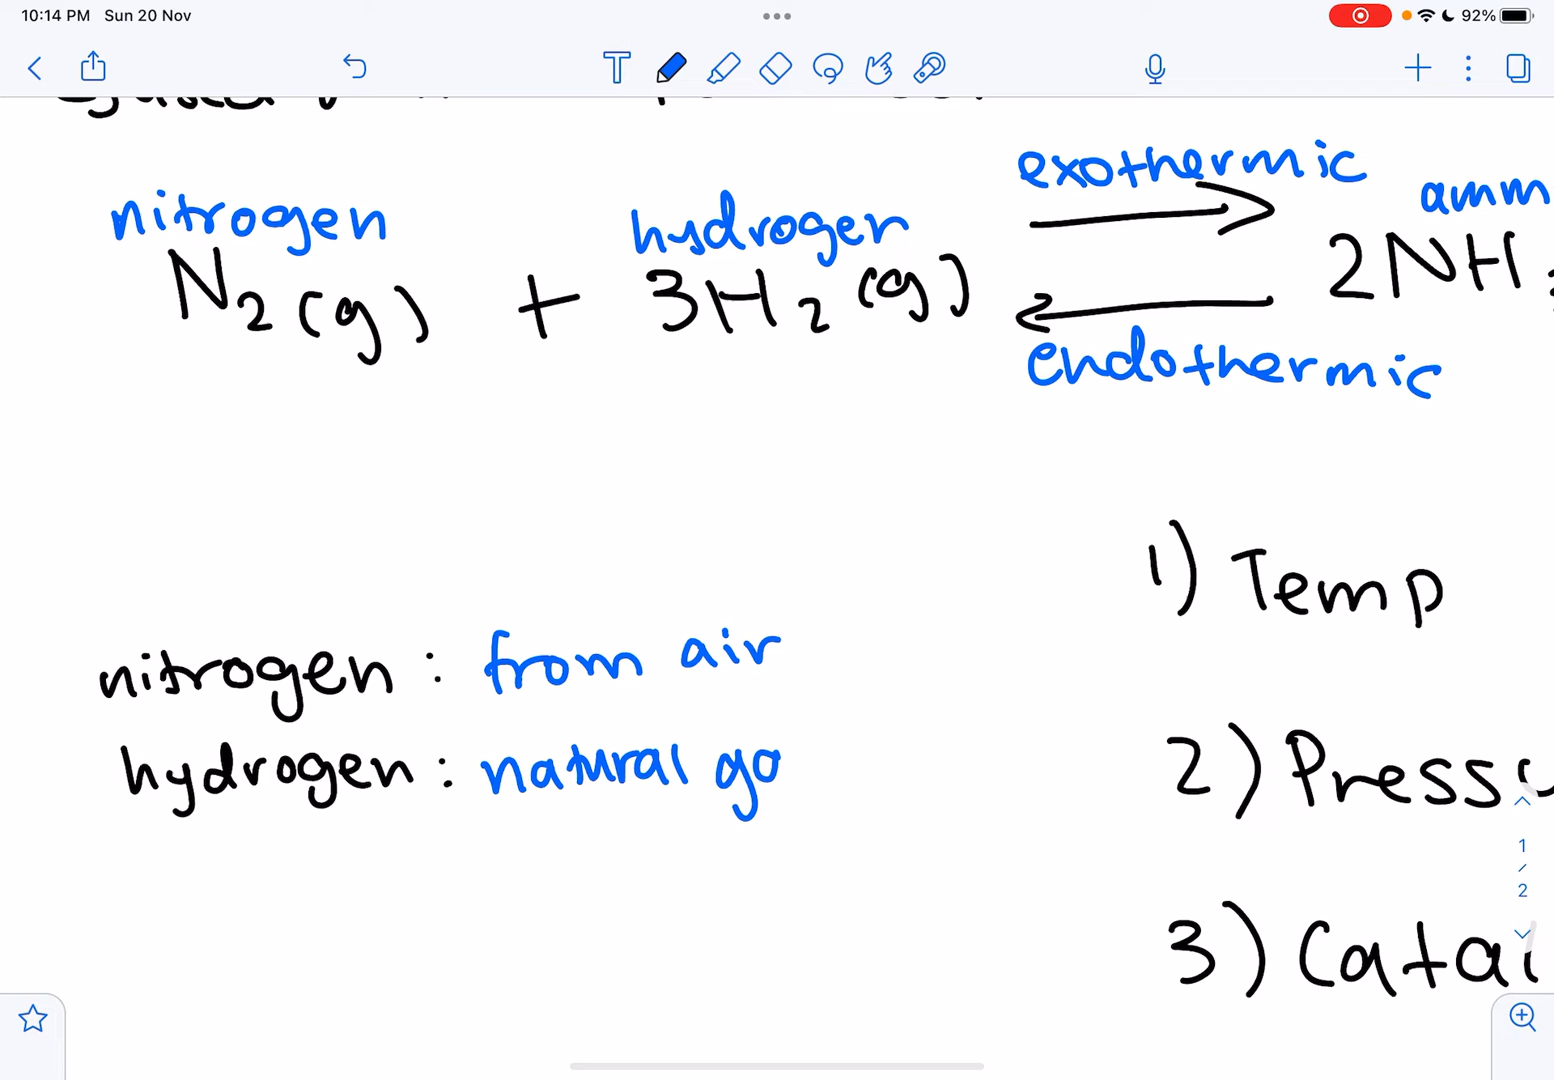 10:14 PM Sun 20 Nov
92%
exothermic
nitrogen hydrogen amm
N₂(g) + 3H₂(g) 2NH
endothermic
1) Temp
nitrogen : from air
hydrogen : natural ga
2) Press
1
/
2
3) Catal